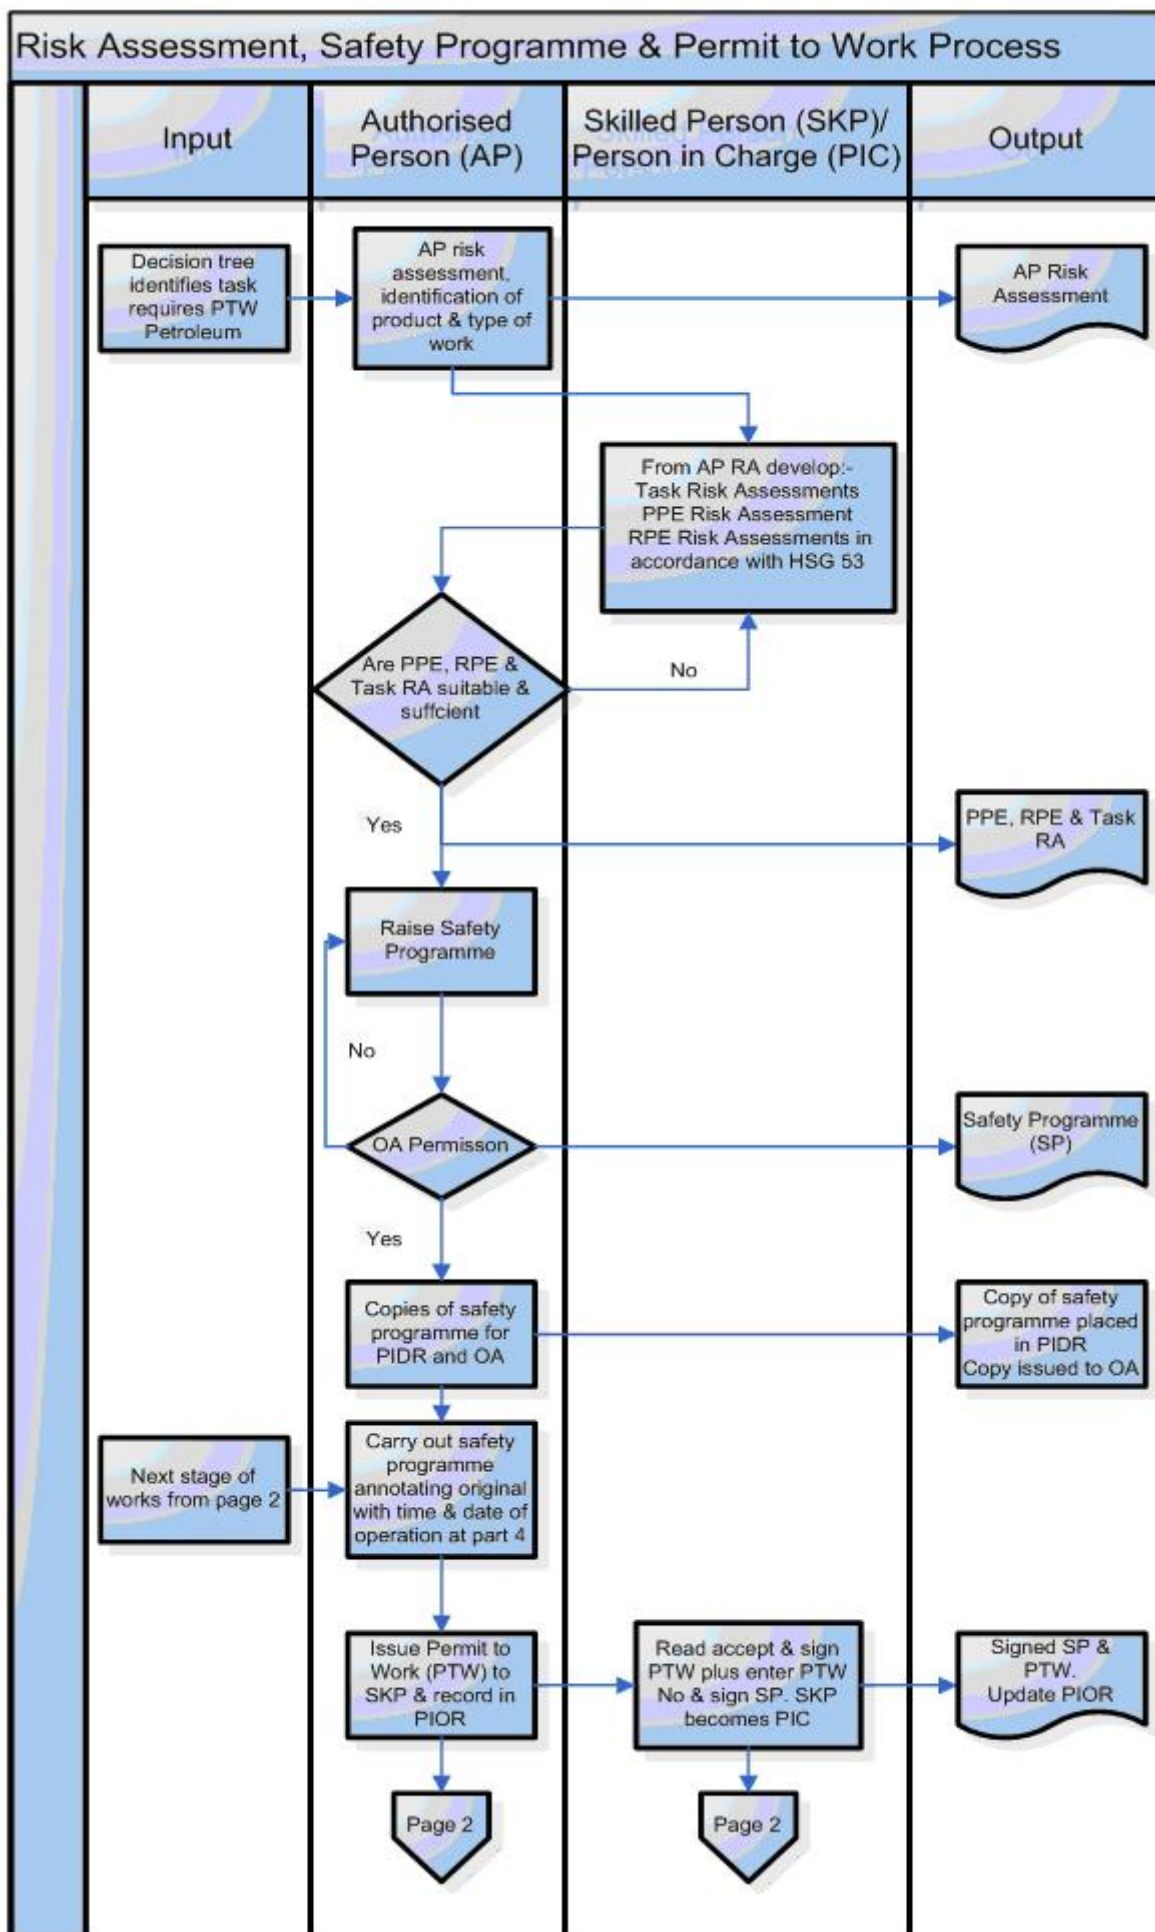 Risk Assessment, Safety Programme & Permit to Work Process
Input
Authorised
Person (AP)
Skilled Person (SKP)/
Person in Charge (PIC)
Output
Decision tree
identifies task
requires PTW
Petroleum
AP risk
assessment,
identification of
product & type of
work
AP Risk
Assessment
From AP RA develop:-
Task Risk Assessments
PPE Risk Assessment
RPE Risk Assessments in
accordance with HSG 53
Are PPE, RPE &
Task RA suitable &
suffcient
No
Yes
PPE, RPE & Task
RA
Raise Safety
Programme
No
OA Permisson
Safety Programme
(SP)
Yes
Copies of safety
programme for
PIDR and OA
Copy of safety
programme placed
in PIDR
Copy issued to OA
Next stage of
works from page 2
Carry out safety
programme
annotating original
with time & date of
operation at part 4
Issue Permit to
Work (PTW) to
SKP & record in
PIOR
Read accept & sign
PTW plus enter PTW
No & sign SP. SKP
becomes PIC
Signed SP &
PTW.
Update PIOR
Page 2
Page 2